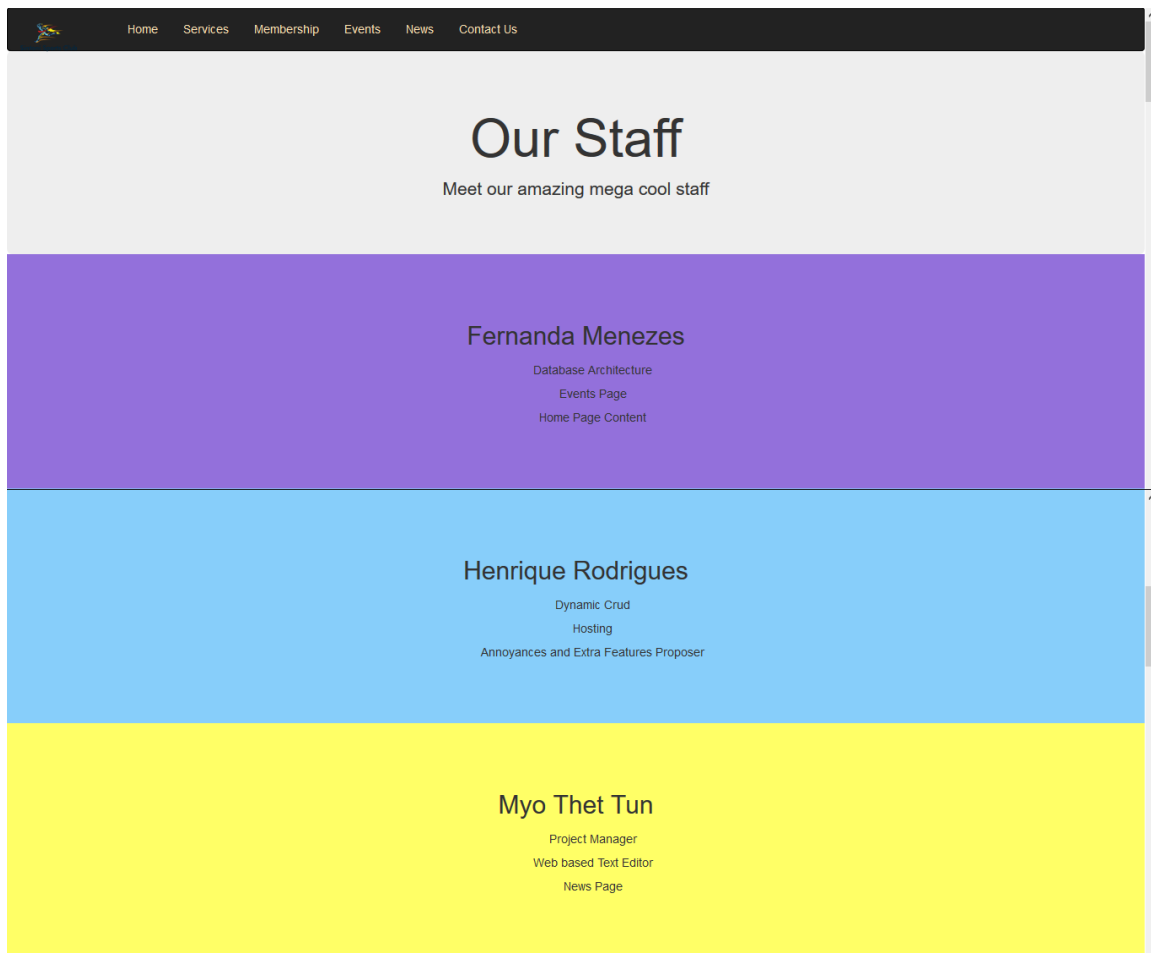 Home Services Membership Events News Contact Us
Our Staff
Meet our amazing mega cool staff
Fernanda Menezes
Database Architecture
Events Page
Home Page Content
Henrique Rodrigues
Dynamic Crud
Hosting
Annoyances and Extra Features Proposer
Myo Thet Tun
Project Manager
Web based Text Editor
News Page